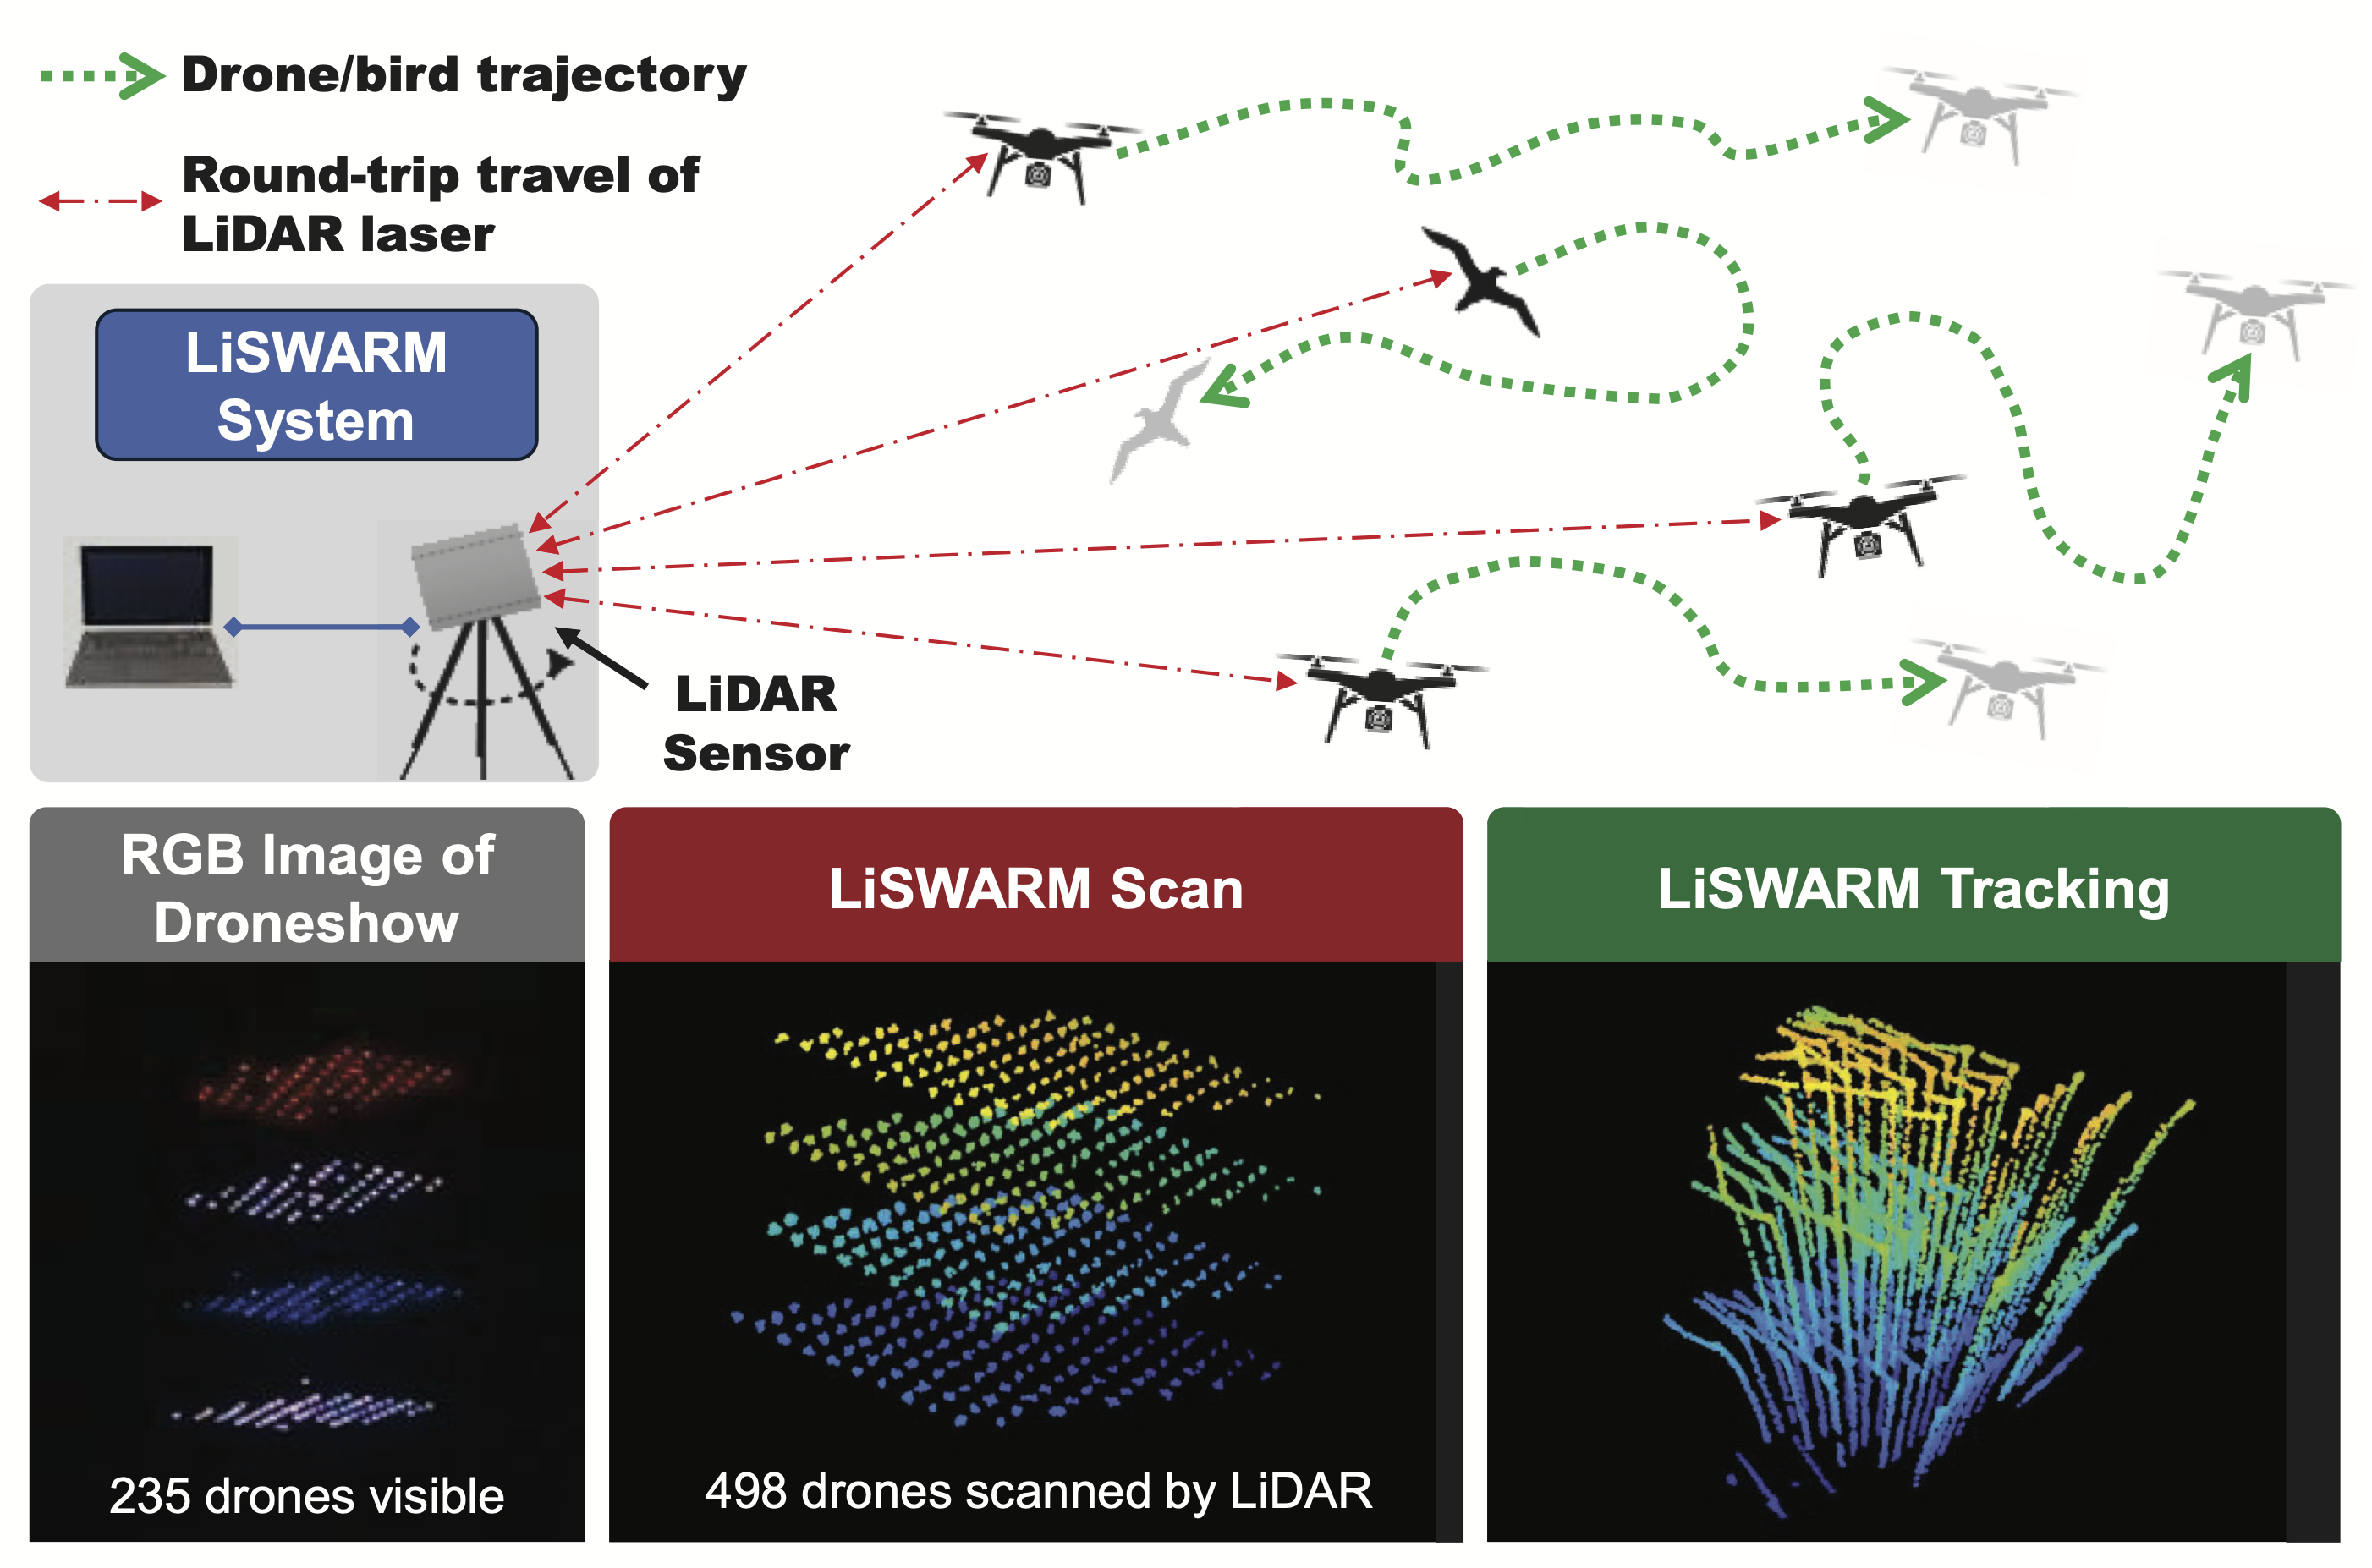 Drone/bird trajectory
Round-trip travel of
LiDAR laser
LiSWARM
System
LiDAR
Sensor
RGB Image of
Droneshow
LiSWARM Scan
LiSWARM Tracking
235 drones visible
498 drones scanned by LiDAR